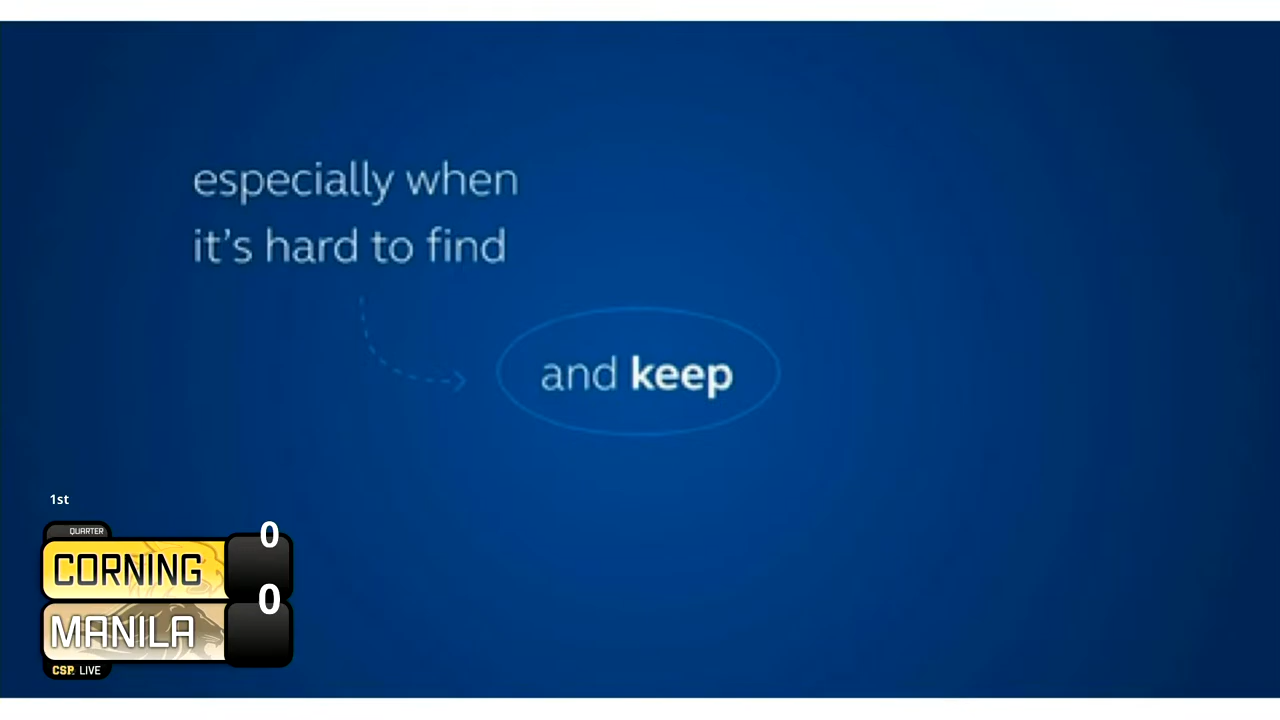 especially when
it's hard to find
and keep
1st
QUARTER
0
CORNING
0
MANILA
CSP. LIVE